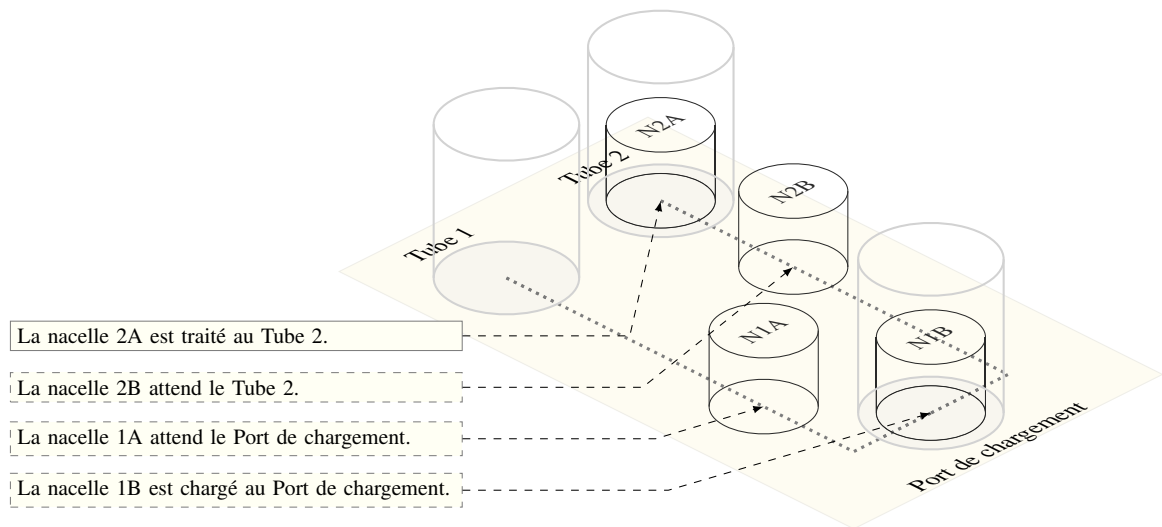 N2A
Tube 2
N2B
Tube 1
N1A
N1B
La nacelle 2A est traité au Tube 2.
La nacelle 2B attend le Tube 2.
La nacelle 1A attend le Port de chargement.
La nacelle 1B est chargé au Port de chargement.
Port de chargement